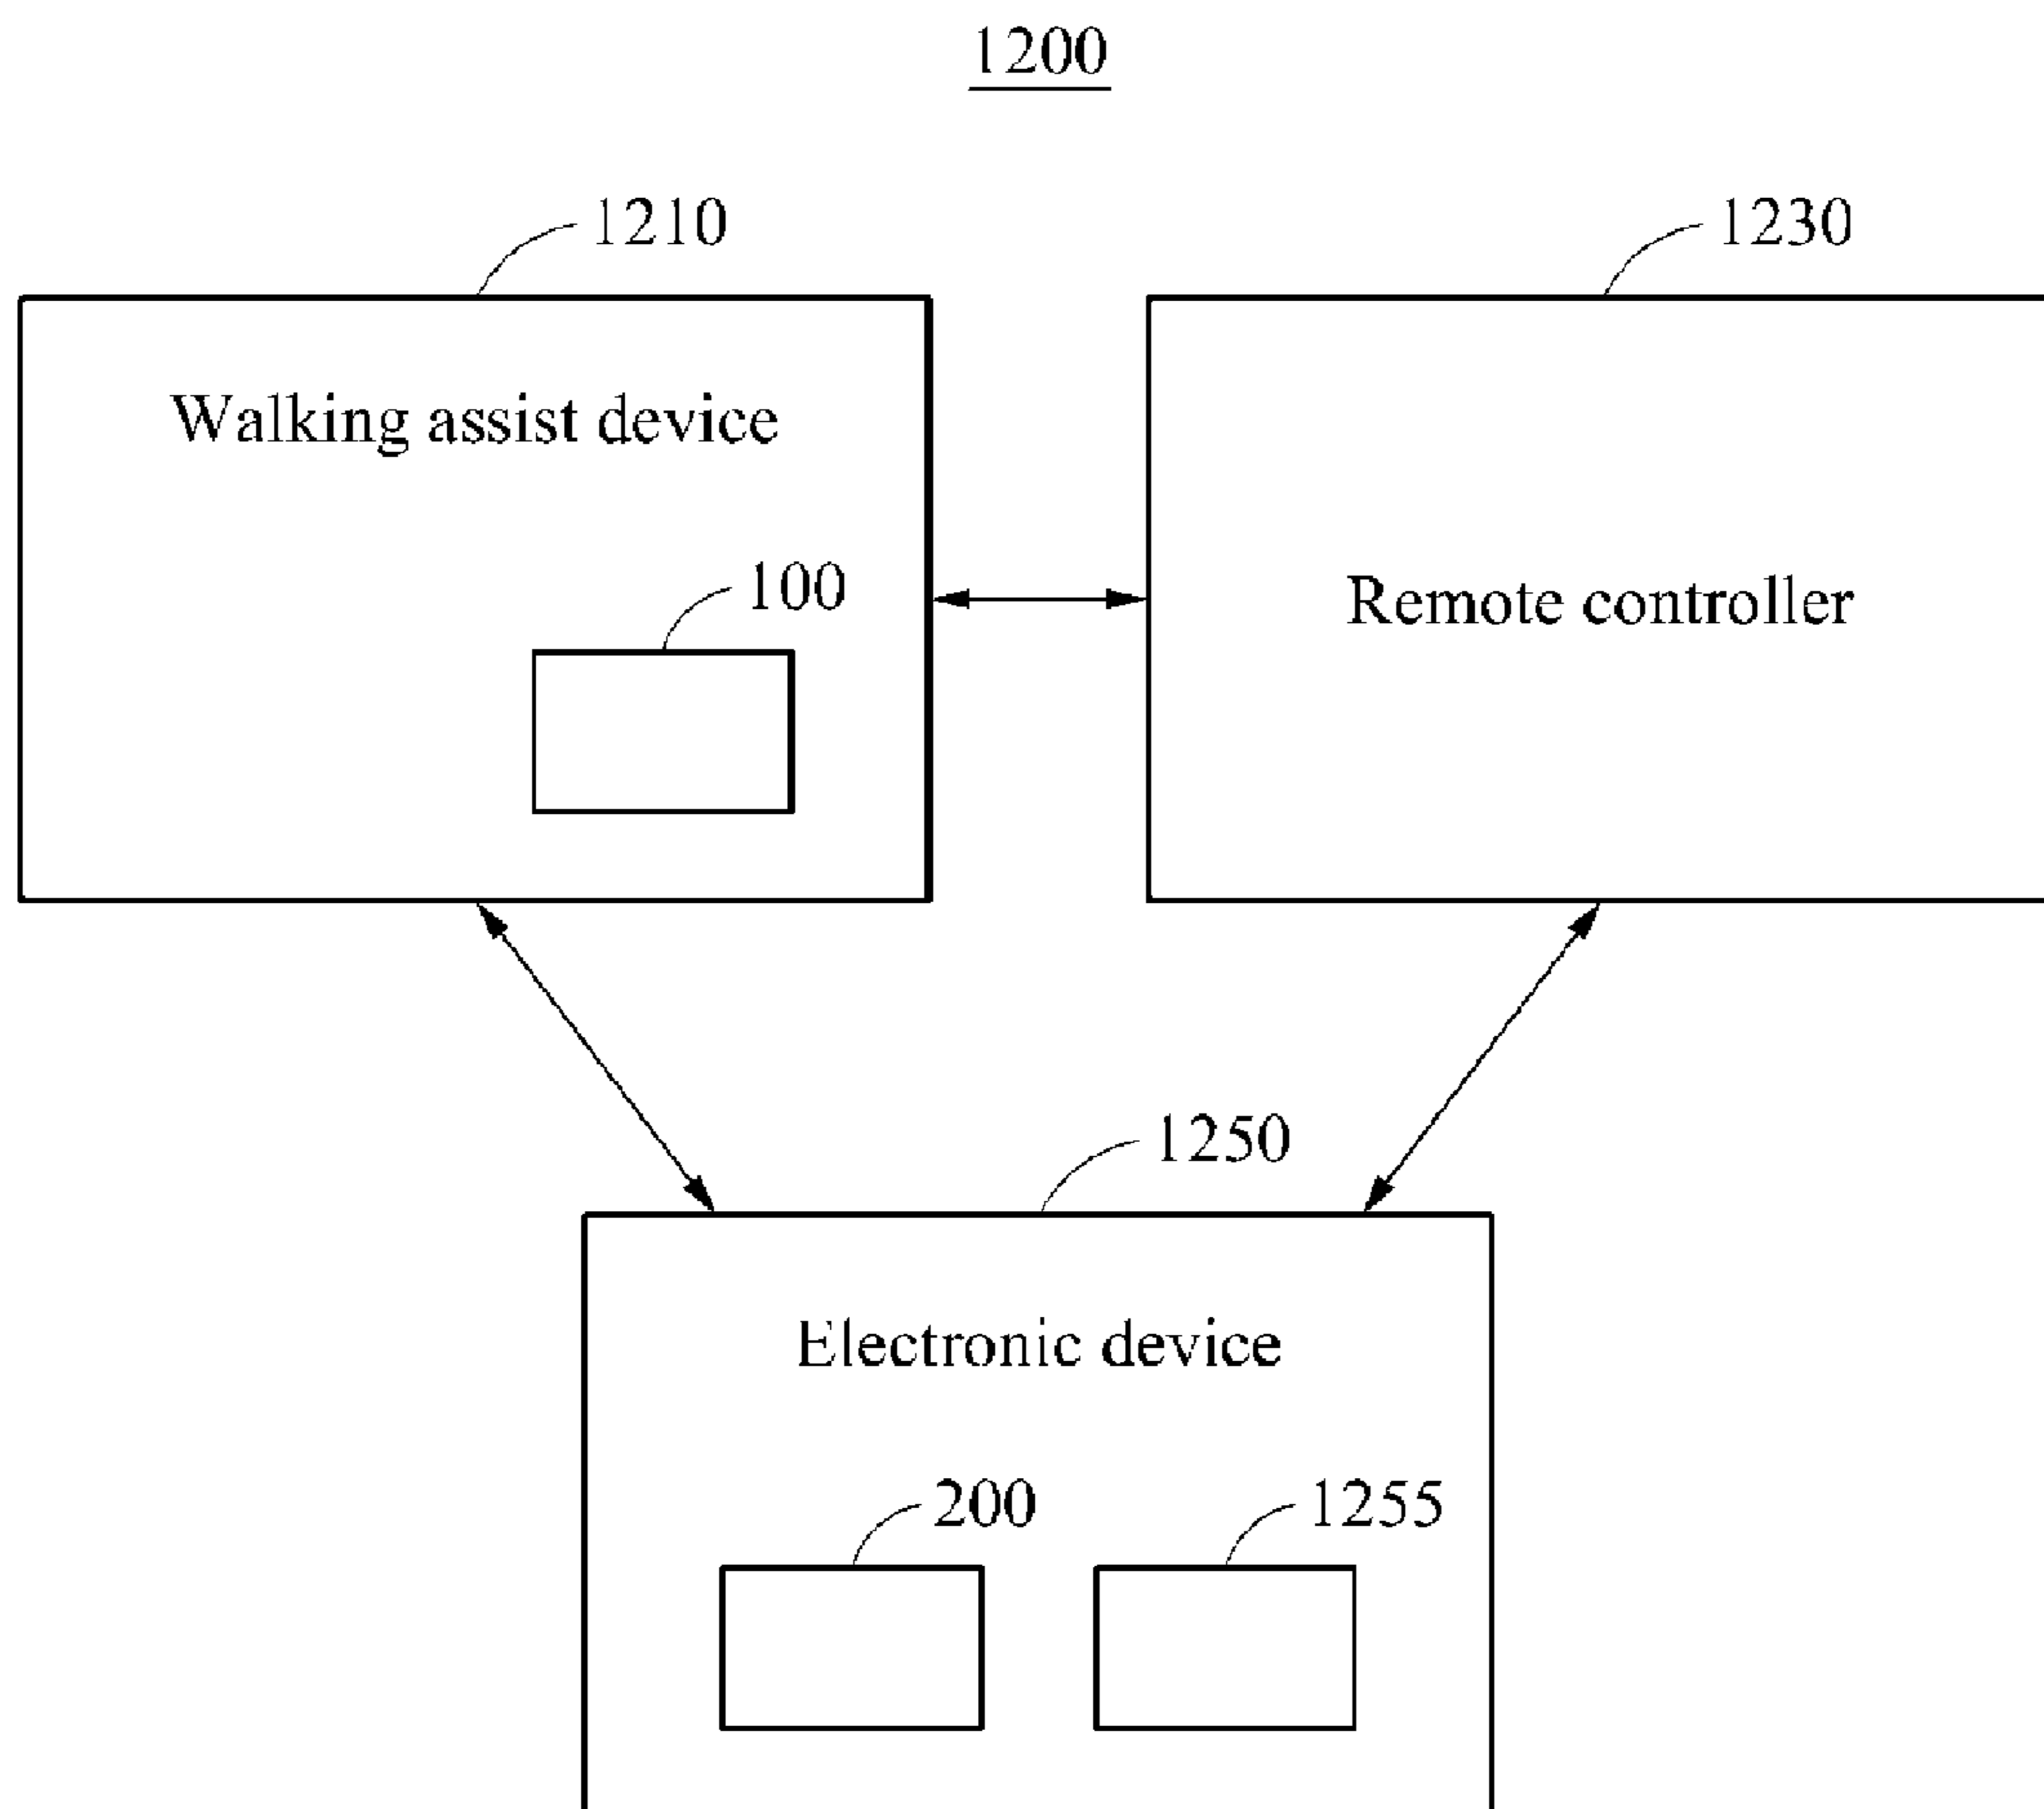 1200
1210
1230
Walking assist device
100
Remote controller
1250
Electronic device
200
1255